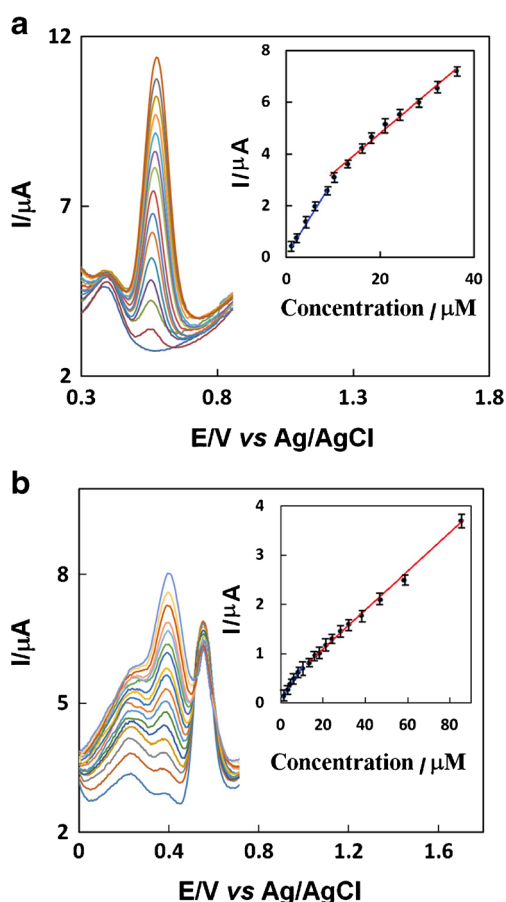 a
12
7
2
I/µA
0.3 0.8 1.3 1.8
E/V vs Ag/AgCl
8
6
4
2
0
I/µA
0 20 40
Concentration / µM
b
8
5
2
I/µA
0 0.4 0.8 1.2 1.6
E/V vs Ag/AgCl
4
3
2
1
0
I/µA
0 20 40 60 80
Concentration / µM